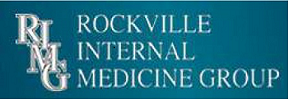 RIMG
ROCKVILLE
INTERNAL
MEDICINE GROUP